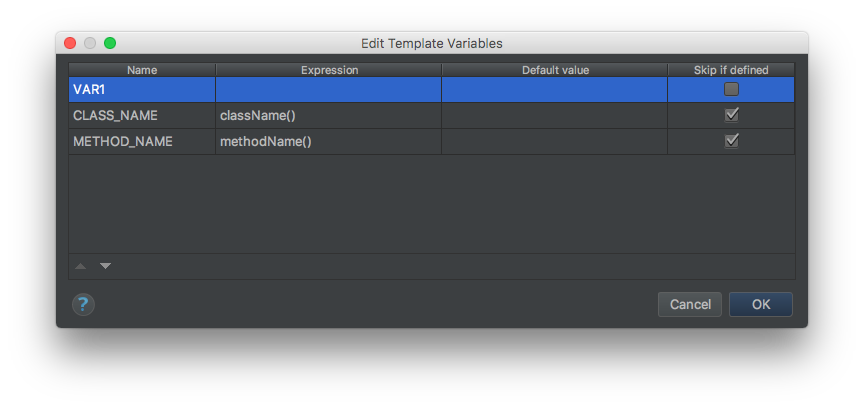 Edit Template Variables
Name Expression Default value Skip if defined
VAR1
CLASS_NAME className()
METHOD_NAME methodName()
?
Cancel OK